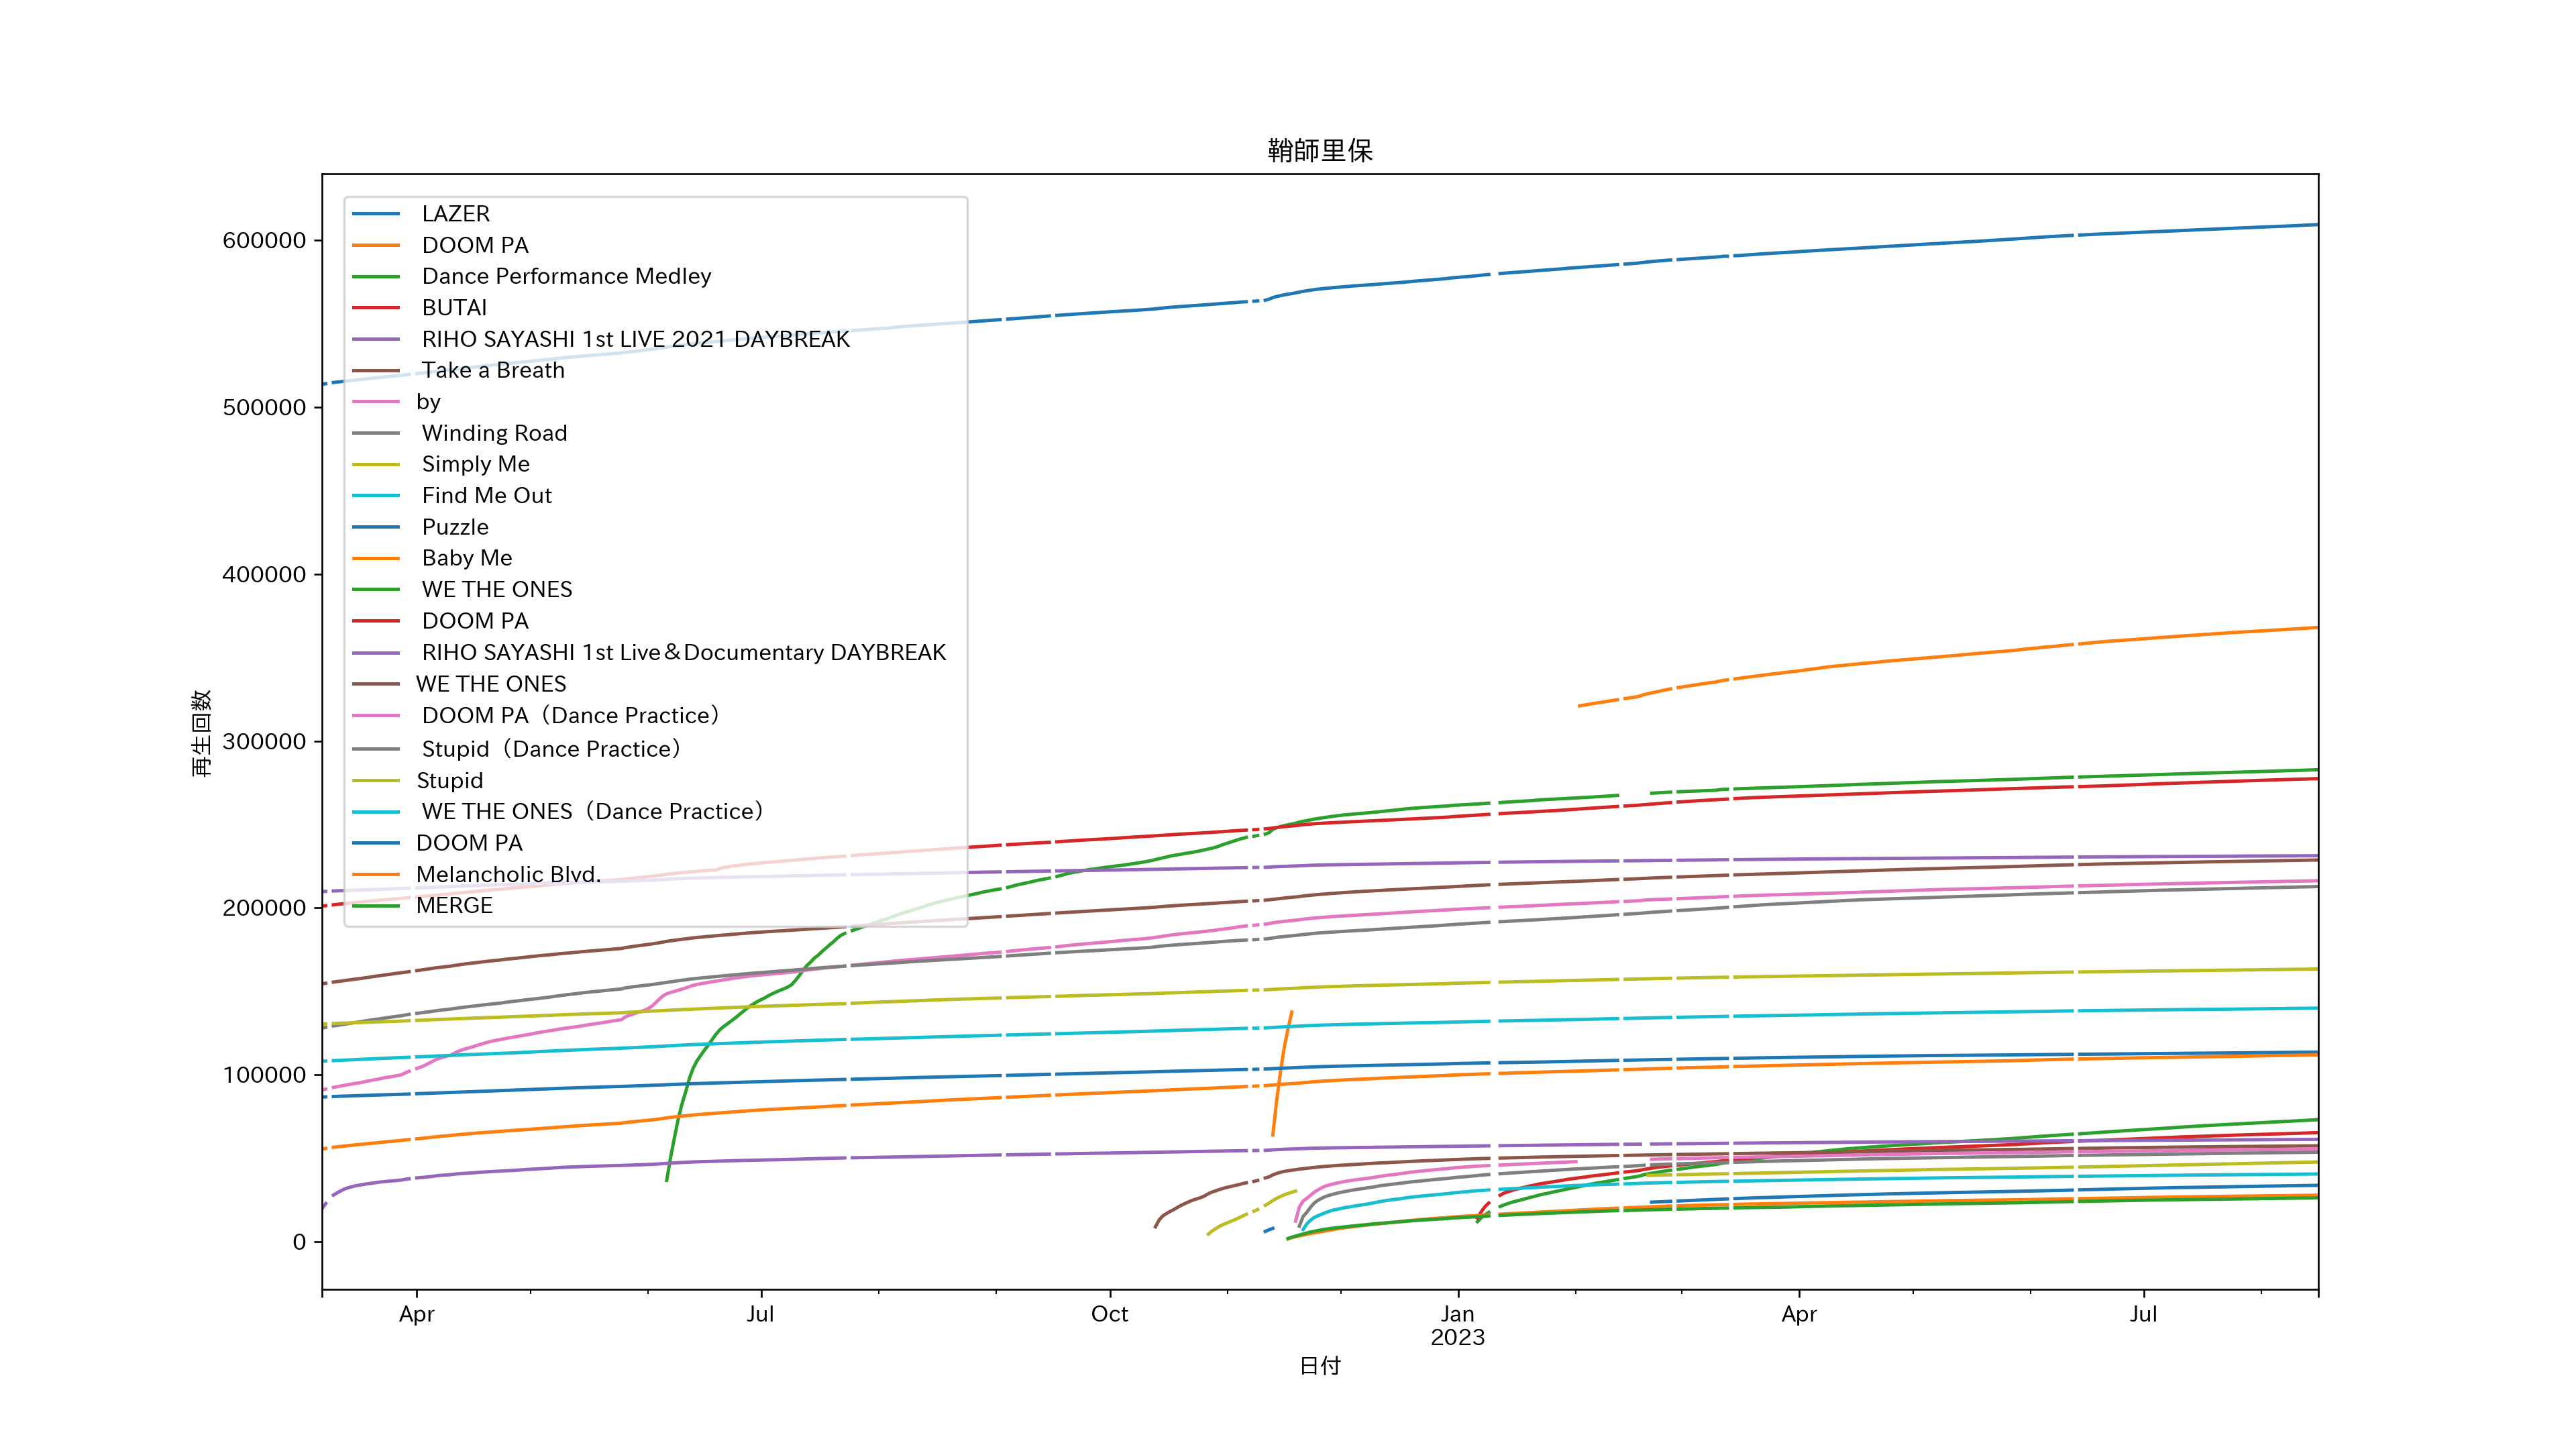 鞘師里保
LAZER
DOOM PA
Dance Performance Medley
BUTAI
RIHO SAYASHI 1st LIVE 2021 DAYBREAK
Take a Breath
by
Winding Road
Simply Me
Find Me Out
Puzzle
Baby Me
WE THE ONES
DOOM PA
RIHO SAYASHI 1st Live＆Documentary DAYBREAK
WE THE ONES
DOOM PA（Dance Practice）
Stupid（Dance Practice）
Stupid
WE THE ONES（Dance Practice）
DOOM PA
Melancholic Blvd.
MERGE
600000
500000
400000
300000
200000
100000
0
再生回数
Apr
Jul
Oct
Jan
2023
Apr
Jul
日付